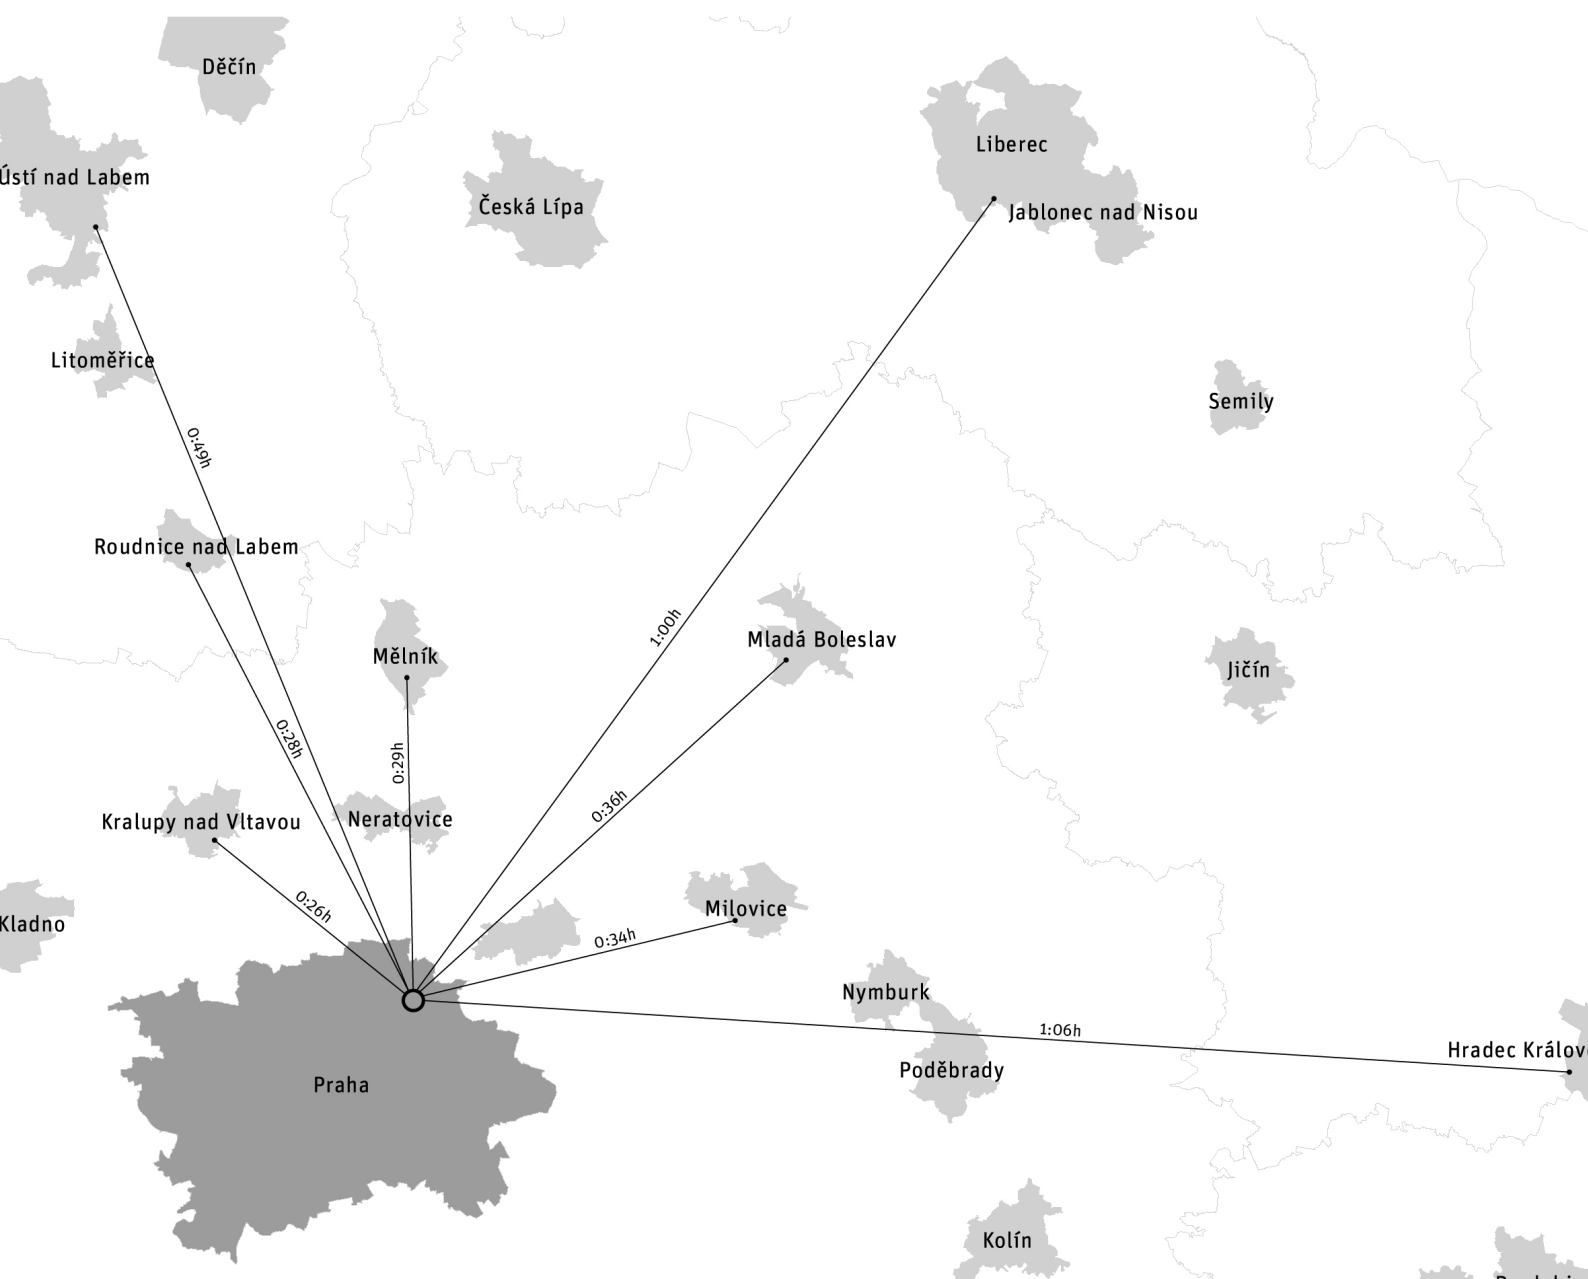 Děčín
Liberec
Ústí nad Labem
Česká Lípa
Jablonec nad Nisou
Litoměřice
Semily
0:49h
Roudnice nad Labem
1:00h
Mladá Boleslav
Mělník
Jičín
0:28h
0:29h
0:36h
Kralupy nad Vltavou
Neratovice
0:26h
Milovice
Kladno
0:34h
Nymburk
1:06h
Hradec Králov
Poděbrady
Praha
Kolín